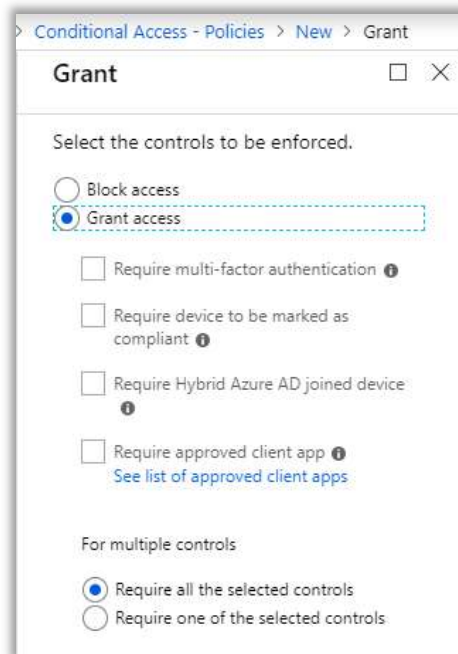 > Conditional Access - Policies > New > Grant
Grant
Select the controls to be enforced.
Block access
Grant access
Require multi-factor authentication
Require device to be marked as
compliant
Require Hybrid Azure AD joined device
Require approved client app
See list of approved client apps
For multiple controls
Require all the selected controls
Require one of the selected controls